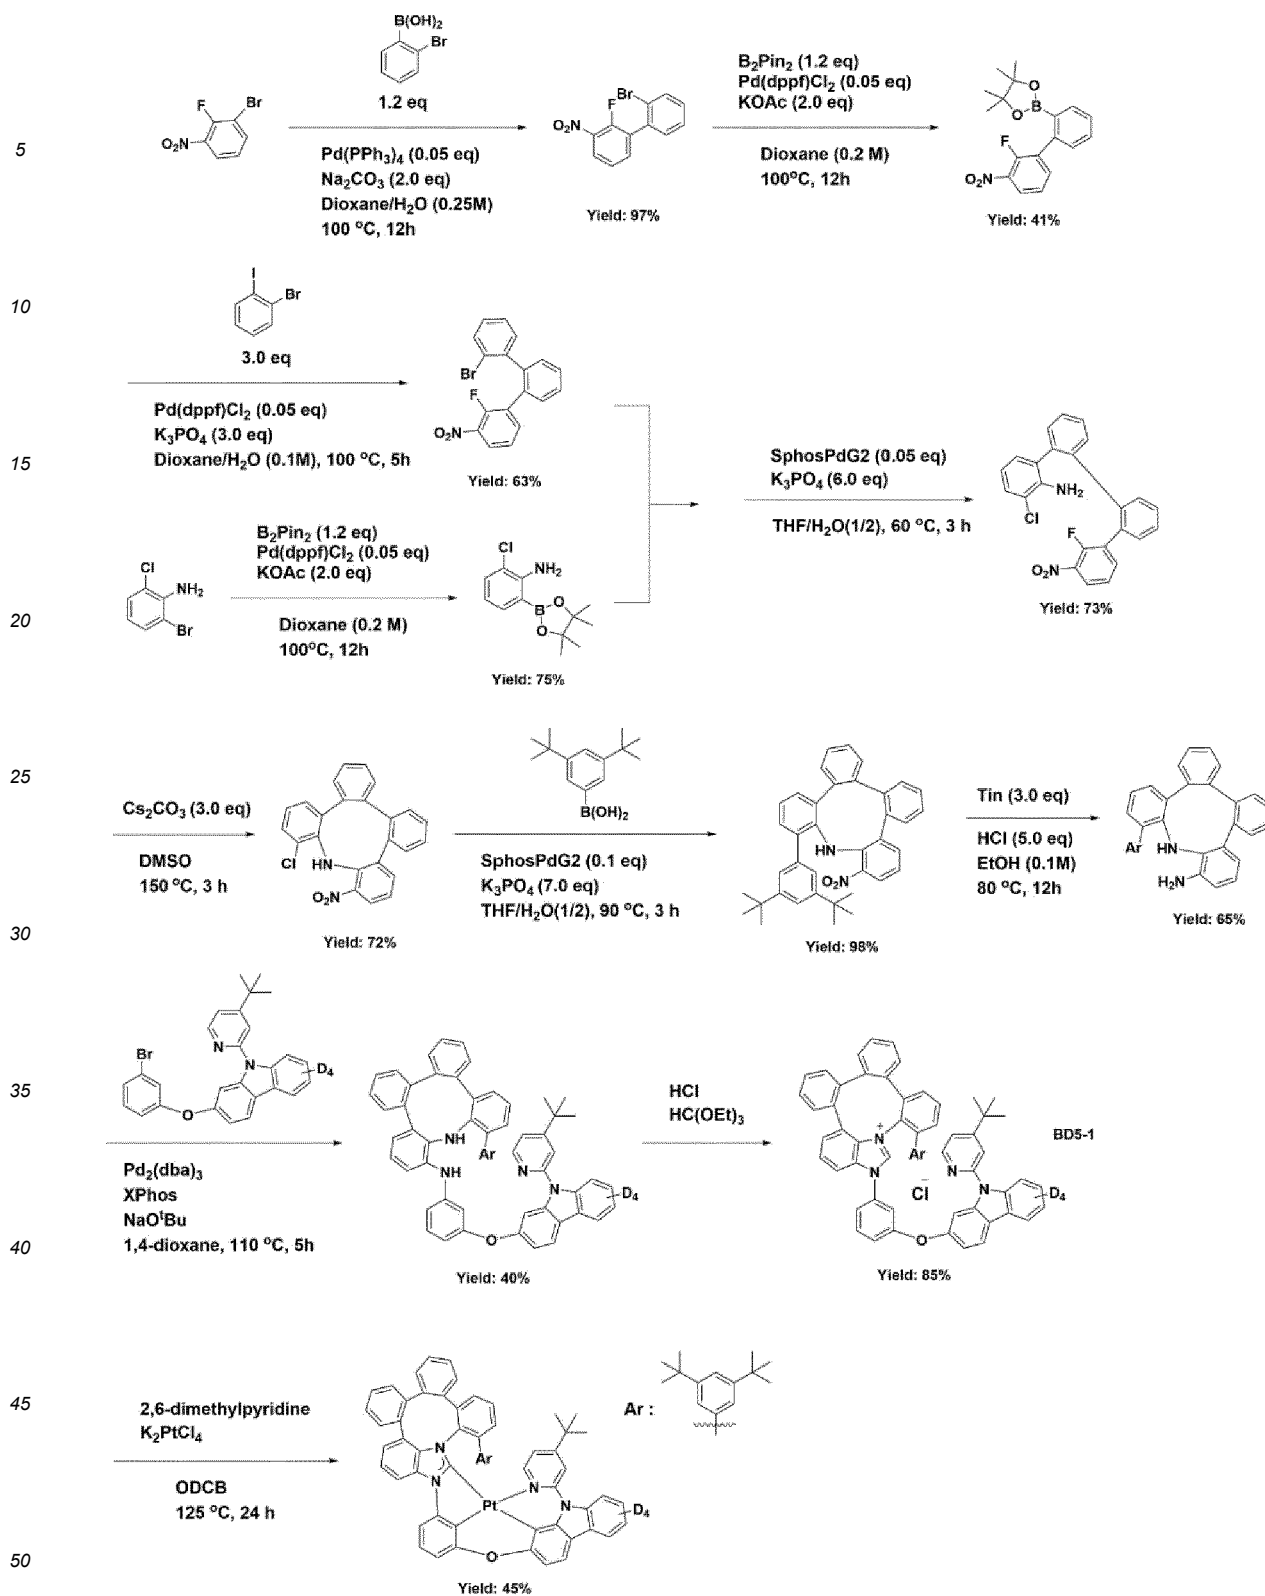 B(OH)2
Br
1.2 eq
F
Br
O2N
Pd(PPh3)4 (0.05 eq)
Na2CO3 (2.0 eq)
Dioxane/H2O (0.25M)
100 °C, 12h
Br
F
NO2
Yield: 97%
B2Pin2 (1.2 eq)
Pd(dppf)Cl2 (0.05 eq)
KOAc (2.0 eq)
Dioxane (0.2 M)
100°C, 12h
O
B
O
F
O2N
Yield: 41%
5
10
I
Br
3.0 eq
Pd(dppf)Cl2 (0.05 eq)
K3PO4 (3.0 eq)
Dioxane/H2O (0.1M), 100 °C, 5h
Br
F
O2N
Yield: 63%
15
SphosPdG2 (0.05 eq)
K3PO4 (6.0 eq)
THF/H2O(1/2), 60 °C, 3 h
NH2
Cl
F
O2N
Yield: 73%
Cl
NH2
Br
B2Pin2 (1.2 eq)
Pd(dppf)Cl2 (0.05 eq)
KOAc (2.0 eq)
Dioxane (0.2 M)
100°C, 12h
Cl
NH2
B
O
O
Yield: 75%
20
25
Cs2CO3 (3.0 eq)
DMSO
150 °C, 3 h
Cl
HN
O2N
Yield: 72%
B(OH)2
SphosPdG2 (0.1 eq)
K3PO4 (7.0 eq)
THF/H2O(1/2), 90 °C, 3 h
HN
O2N
Yield: 98%
Tin (3.0 eq)
HCl (5.0 eq)
EtOH (0.1M)
80 °C, 12h
Ar
HN
H2N
Yield: 65%
30
35
Br
N
N
D4
O
Pd2(dba)3
XPhos
NaOtBu
1,4-dioxane, 110 °C, 5h
NH
Ar
NH
N
N
D4
O
Yield: 40%
HCl
HC(OEt)3
N
+
Ar
N
N
Cl
−
N
D4
O
BD5-1
Yield: 85%
40
45
2,6-dimethylpyridine
K2PtCl4
ODCB
125 °C, 24 h
N
Ar
N
Pt
N
N
D4
O
Yield: 45%
Ar :
50